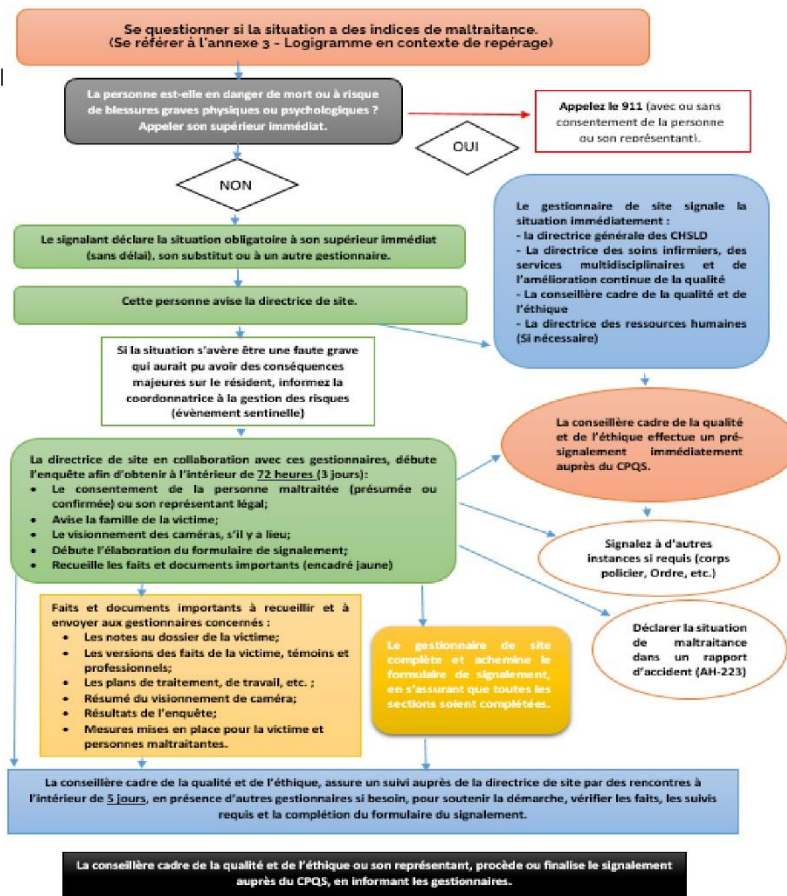 Se questionner si la situation a des indices de maltraitance.
(Se référer à l'annexe 3 - Logigramme en contexte de repérage)
La personne est-elle en danger de mort ou à risque
de blessures graves physiques ou psychologiques ?
Appeler son supérieur immédiat.
Appelez le 911 (avec ou sans
consentement de la personne
ou son représentant).
OUI
NON
Le gestionnaire de site signale la
situation immédiatement :
- la directrice générale des CHSLD
- La directrice des soins infirmiers, des
services multidisciplinaires et de
l'amélioration continue de la qualité
- La conseillère cadre de la qualité et de
l'éthique
- La directrice des ressources humaines
(Si nécessaire)
Le signalant déclare la situation obligatoire à son supérieur immédiat
(sans délai), son substitut ou à un autre gestionnaire.
Cette personne avise la directrice de site.
Si la situation s'avère être une faute grave
qui aurait pu avoir des conséquences
majeures sur le résident, informez la
coordonnatrice à la gestion des risques
(évènement sentinelle)
La conseillère cadre de la qualité
et de l'éthique effectue un pré-
signalement immédiatement
auprès du CPQS.
La directrice de site en collaboration avec ces gestionnaires, débute
l'enquête afin d'obtenir à l'intérieur de 72 heures (3 jours):
• Le consentement de la personne maltraitée (présumée ou
confirmée) ou son représentant légal;
• Avise la famille de la victime;
• Le visionnement des caméras, s'il y a lieu;
• Débute l'élaboration du formulaire de signalement;
• Recueille les faits et documents importants (encadré jaune)
Signalez à d'autres
instances si requis (corps
policier, Ordre, etc.)
Déclarer la situation
de maltraitance
dans un rapport
d'accident (AH-223)
Faits et documents importants à recueillir et à
envoyer aux gestionnaires concernés :
• Les notes au dossier de la victime;
• Les versions des faits de la victime, témoins et
professionnels;
• Les plans de traitement, de travail, etc. ;
• Résumé du visionnement de caméra;
• Résultats de l'enquête;
• Mesures mises en place pour la victime et
personnes maltraitantes.
Le gestionnaire de site
complète et achemine le
formulaire de signalement,
en s'assurant que toutes les
sections soient complétées.
La conseillère cadre de la qualité et de l'éthique, assure un suivi auprès de la directrice de site par des rencontres à
l'intérieur de 5 jours, en présence d'autres gestionnaires si besoin, pour soutenir la démarche, vérifier les faits, les suivis
requis et la complétion du formulaire du signalement.
La conseillère cadre de la qualité et de l'éthique ou son représentant, procède ou finalise le signalement
auprès du CPQS, en informant les gestionnaires.